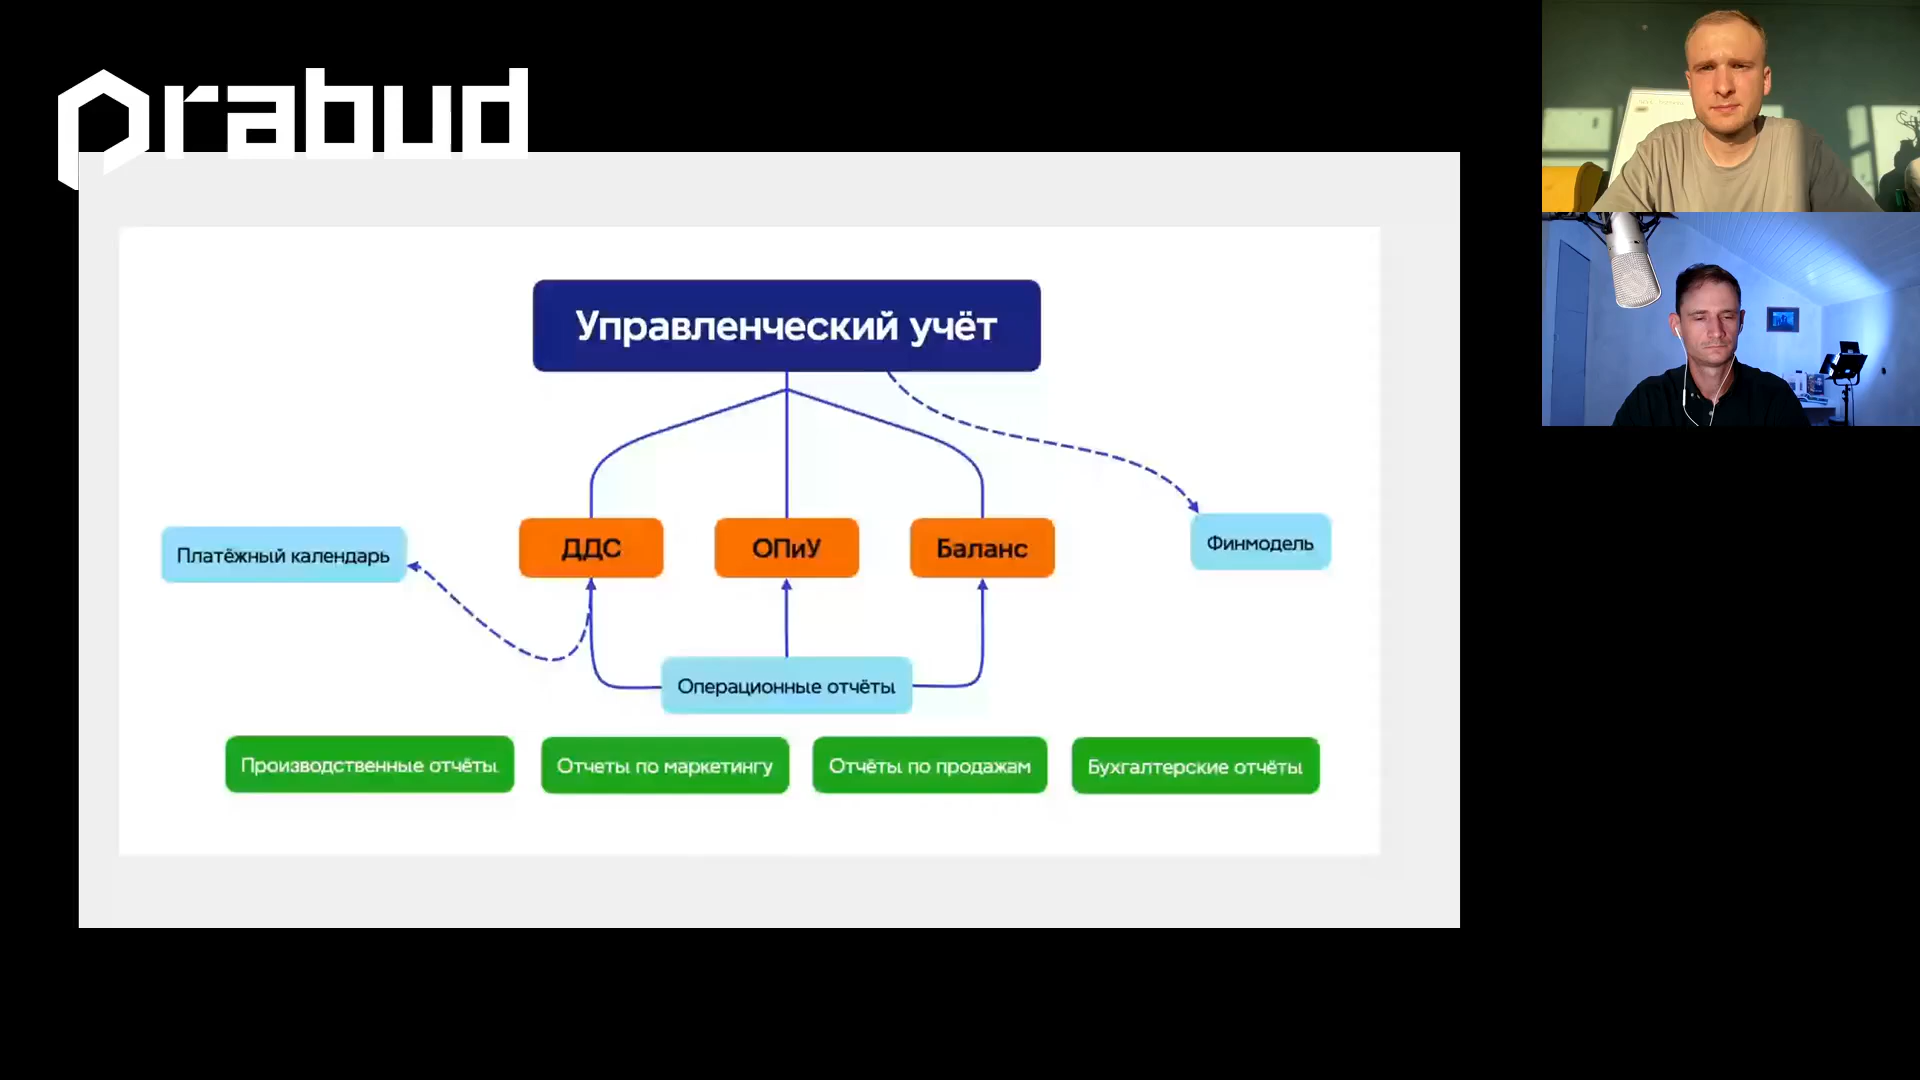 prabud
Управленческий учёт
Платёжный календарь
ДДС
ОПиУ
Баланс
Финмодель
Операционные отчёты
Производственные отчёты
Отчеты по маркетингу
Отчёты по продажам
Бухгалтерские отчёты